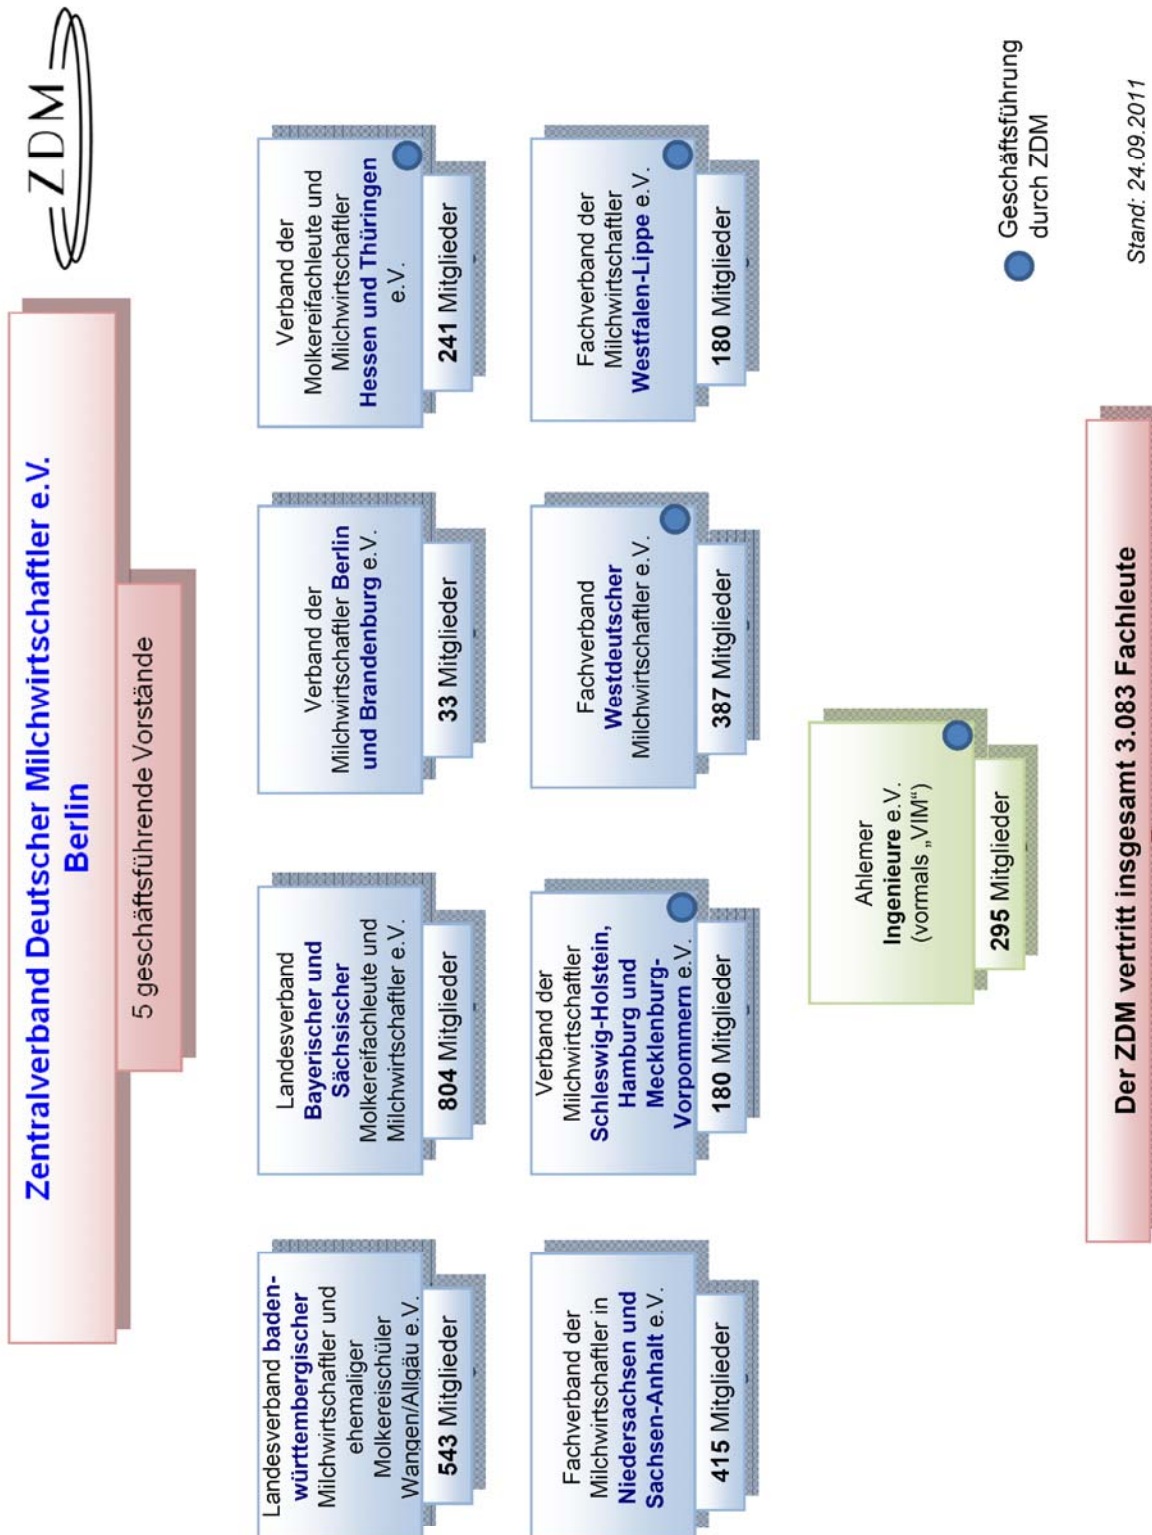 ZDM
Zentralverband Deutscher Milchwirtschaftler e.V.
Berlin
5 geschäftsführende Vorstände
Landesverband baden-
württembergischer
Milchwirtschaftler und
ehemaliger
Molkereischüler
Wangen/Allgäu e.V.
543 Mitglieder
Landesverband
Bayerischer und
Sächsischer
Molkereifachleute und
Milchwirtschaftler e.V.
804 Mitglieder
Verband der
Milchwirtschaftler Berlin
und Brandenburg e.V.
33 Mitglieder
Verband der
Molkereifachleute und
Milchwirtschaftler
Hessen und Thüringen
e.V.
241 Mitglieder
Fachverband der
Milchwirtschaftler in
Niedersachsen und
Sachsen-Anhalt e.V.
415 Mitglieder
Verband der
Milchwirtschaftler
Schleswig-Holstein,
Hamburg und
Mecklenburg-
Vorpommern e.V.
180 Mitglieder
Fachverband
Westdeutscher
Milchwirtschaftler e.V.
387 Mitglieder
Fachverband der
Milchwirtschaftler
Westfalen-Lippe e.V.
180 Mitglieder
Ahlemer
Ingenieure e.V.
(vormals „VIM“)
295 Mitglieder
Geschäftsführung
durch ZDM
Der ZDM vertritt insgesamt 3.083 Fachleute
Stand: 24.09.2011